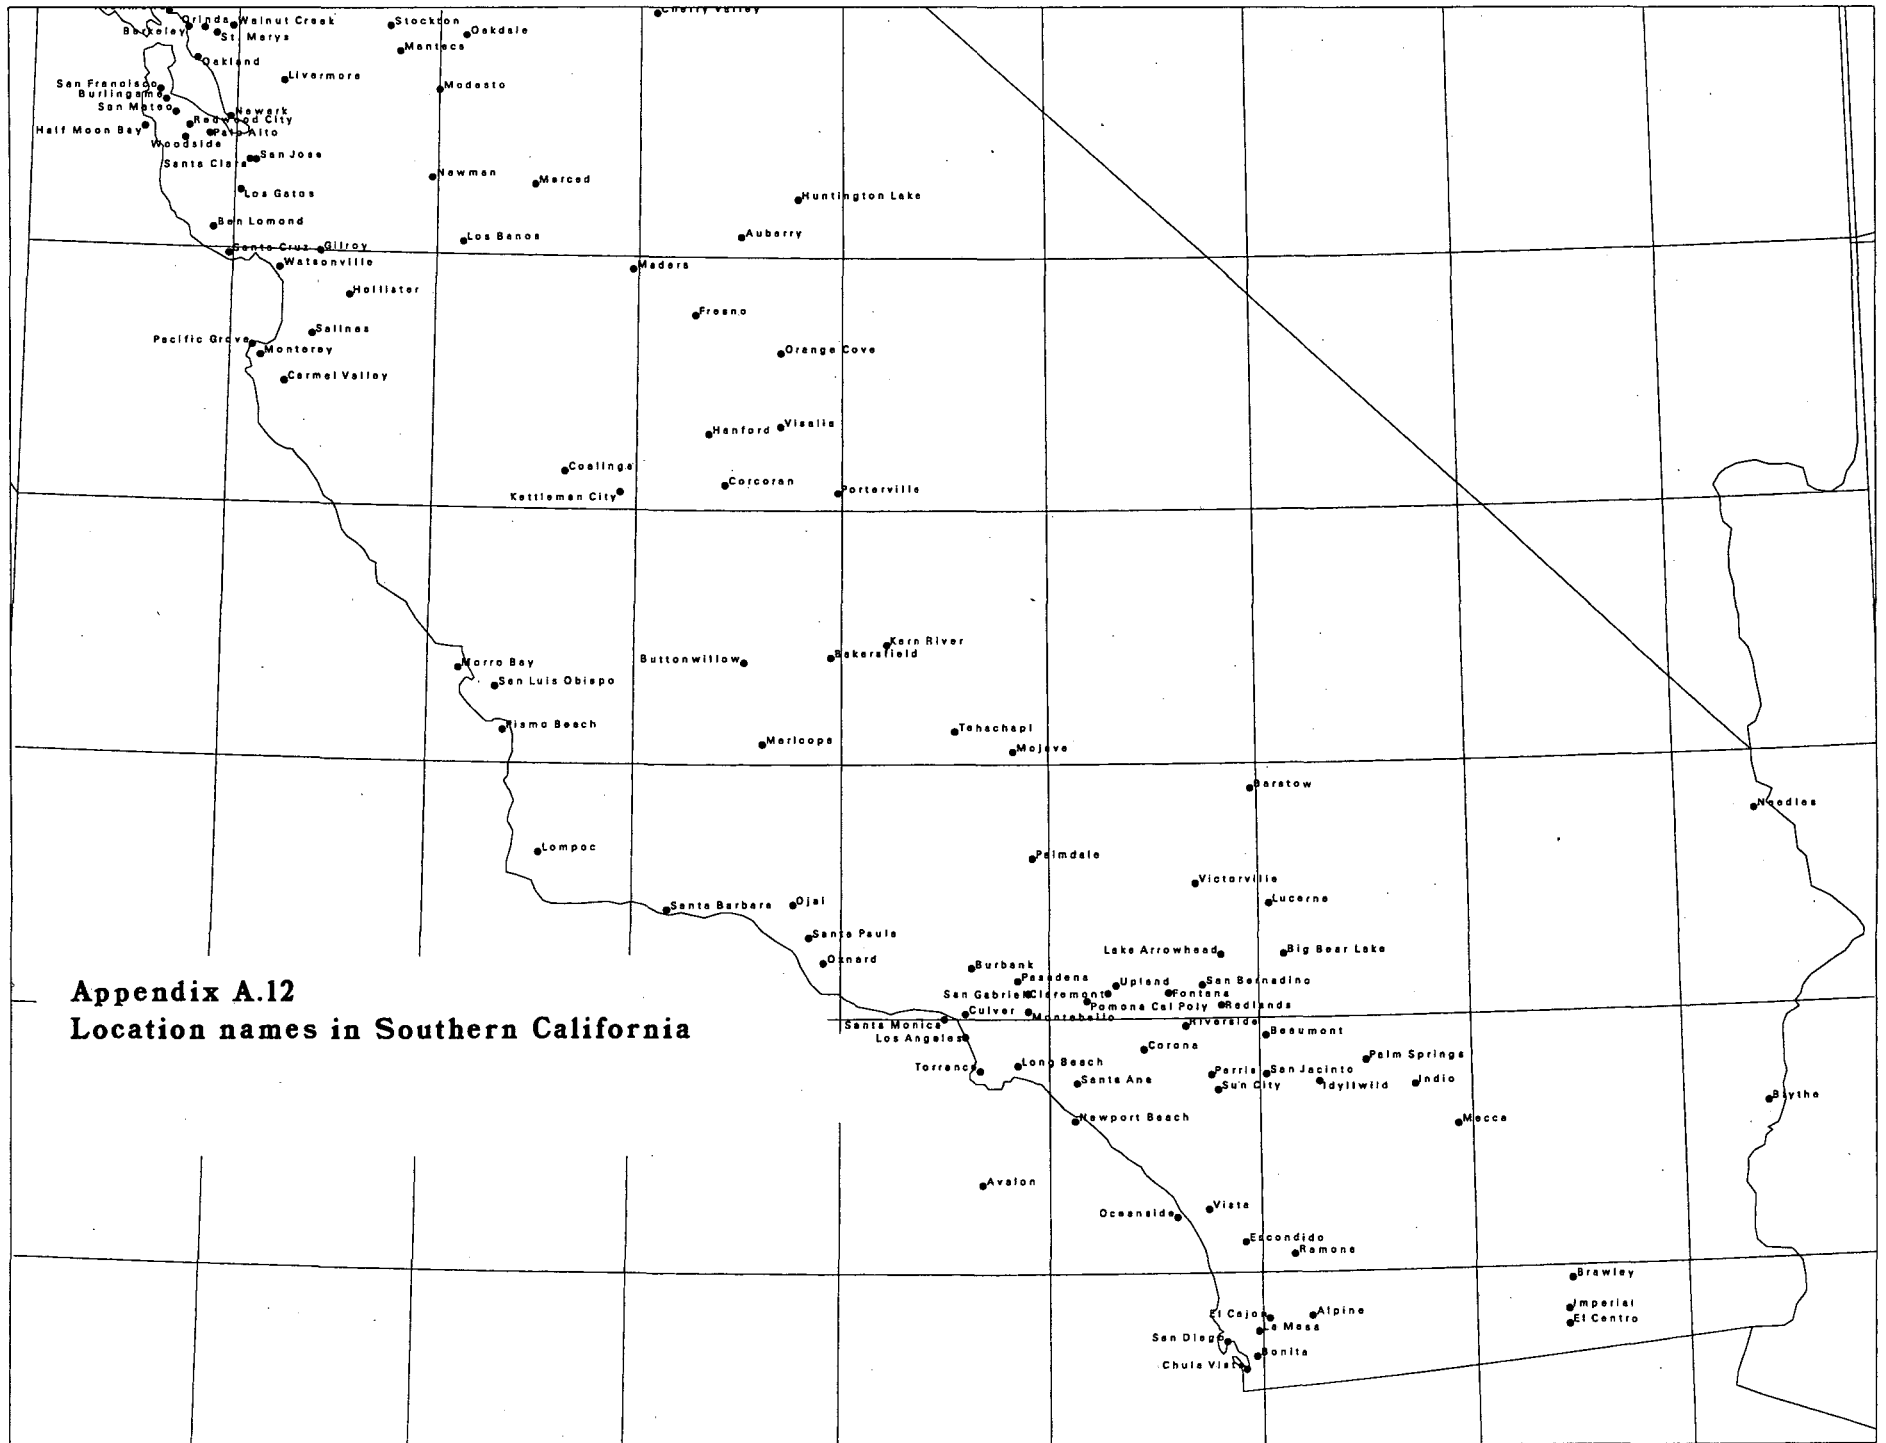 Cherry Valley
Orinda
Walnut Creek
Berkeley
St. Marys
Stockton
Oakdale
Manteca
Oakland
Livermore
Modesto
San Francisco
Burlingame
San Mateo
Newark
Redwood City
Half Moon Bay
Palo Alto
Woodside
Santa Clara
San Jose
Newman
Merced
Los Gatos
Huntington Lake
Ben Lomond
Los Banos
Aubarry
Santa Cruz
Gilroy
Watsonville
Madera
Hollister
Fresno
Salinas
Pacific Grove
Monterey
Orange Cove
Carmel Valley
Hanford
Visalia
Coalinga
Kettleman City
Corcoran
Porterville
Kern River
Buttonwillow
Bakersfield
Morro Bay
San Luis Obispo
Pismo Beach
Maricopa
Tehachapi
Mojave
Barstow
Needles
Lompoc
Palmdale
Victorville
Lucerne
Santa Barbara
Ojai
Santa Paula
Oxnard
Lake Arrowhead
Big Bear Lake
Burbank
Pasadena
Upland
San Bernadino
San Gabriel
Claremont
Fontana
Pomona Cal Poly
Redlands
Culver
Montebello
Santa Monica
Riverside
Los Angeles
Beaumont
Corona
Palm Springs
Torrance
Long Beach
Santa Ana
Perris
San Jacinto
Sun City
Idyllwild
Indio
Blythe
Newport Beach
Mecca
Avalon
Oceanside
Vista
Escondido
Ramona
Brawley
Imperial
El Centro
El Cajon
Alpine
La Mesa
San Diego
Bonita
Chula Vista
Appendix A.12
Location names in Southern California